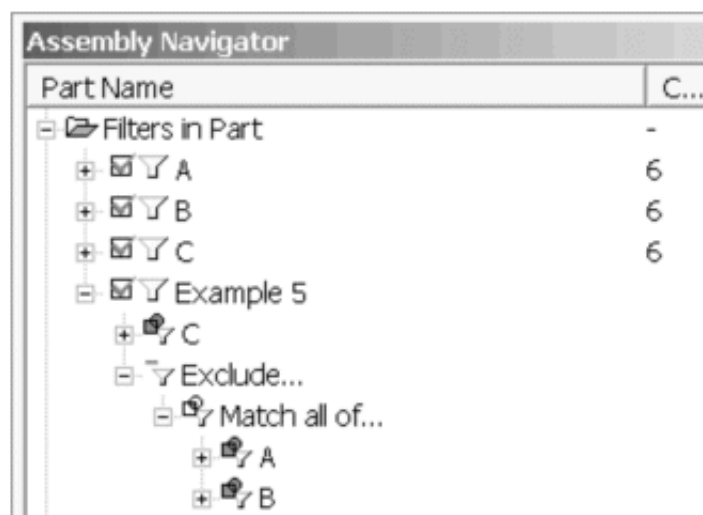 Assembly Navigator
Part Name C...
Filters in Part -
A 6
B 6
C 6
Example 5
C
Exclude...
Match all of...
A
B